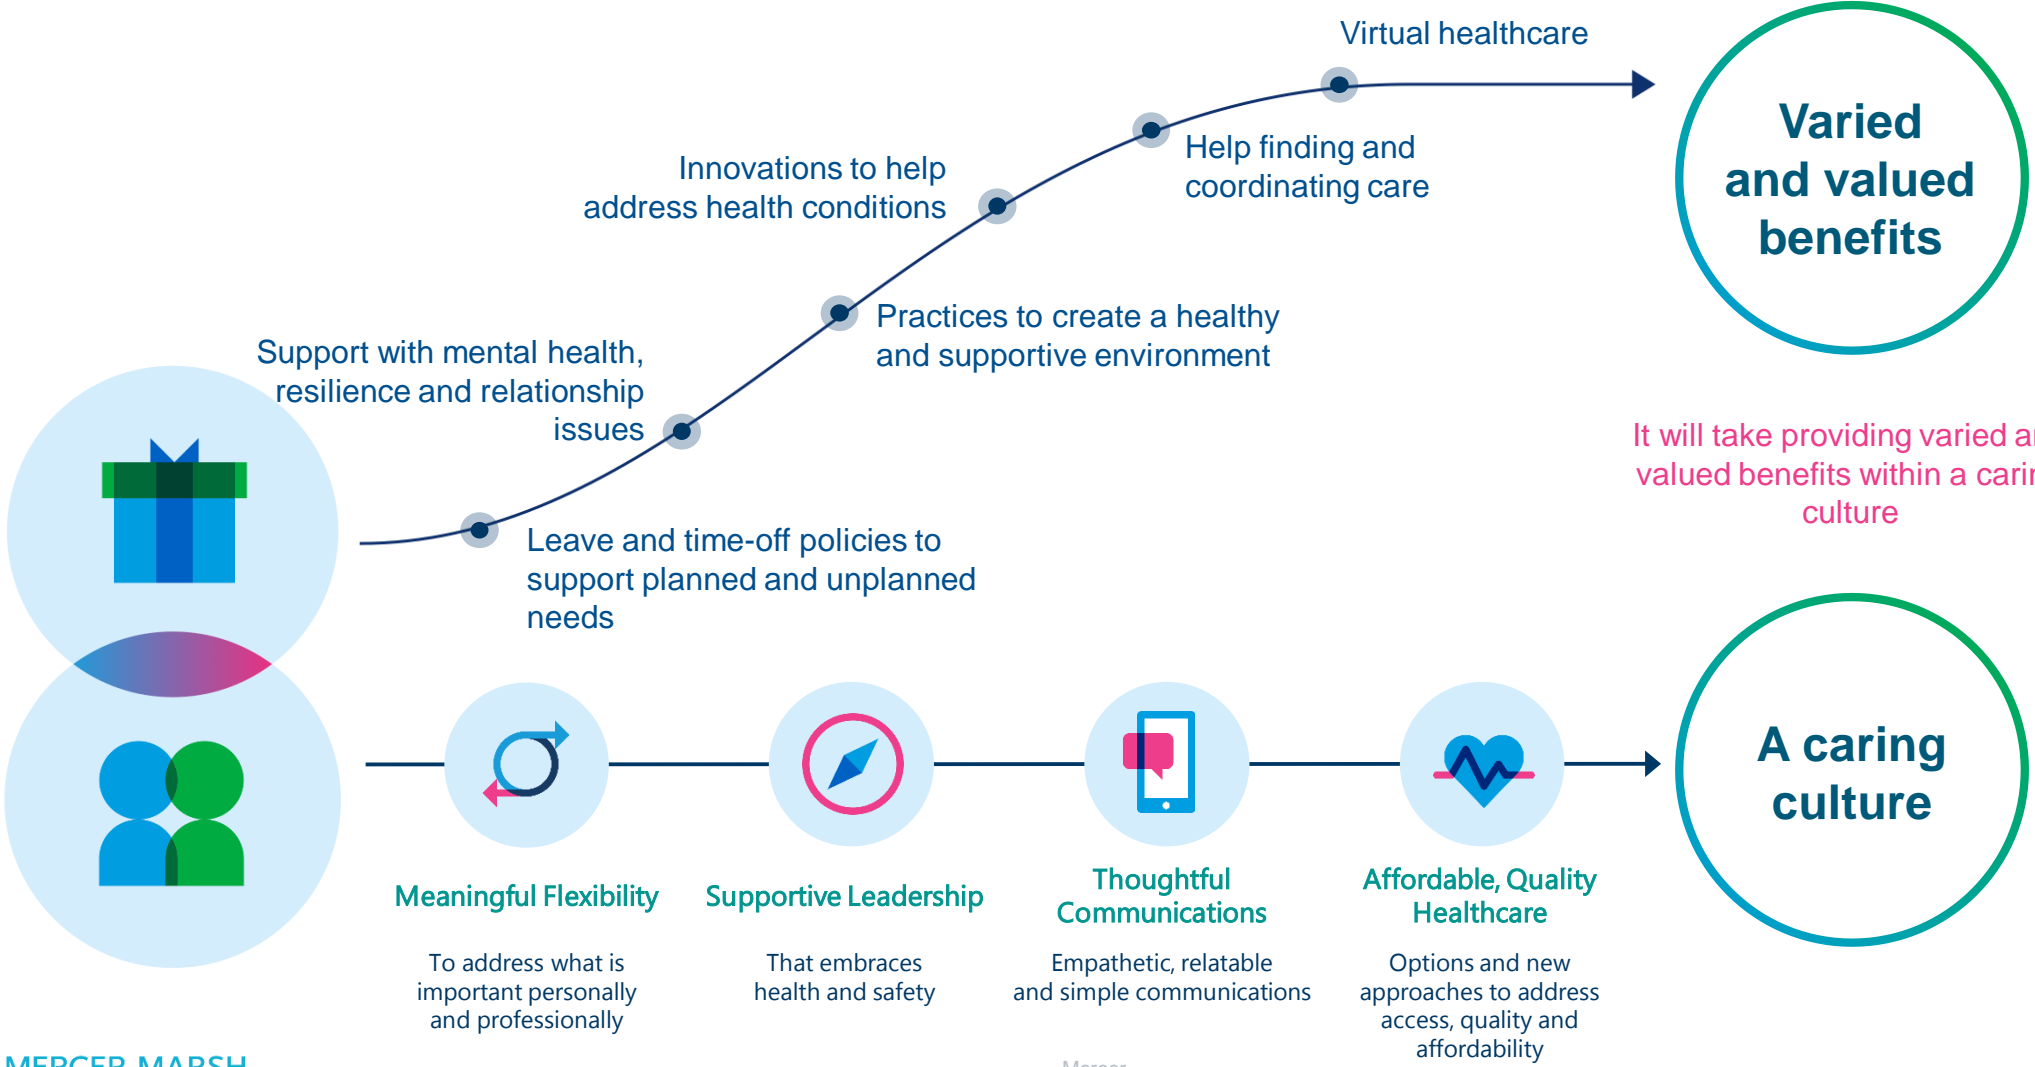 Virtual healthcare
Help finding and
coordinating care
Innovations to help
address health conditions
Practices to create a healthy
and supportive environment
Support with mental health,
resilience and relationship
issues
Leave and time-off policies to
support planned and unplanned
needs
Varied
and valued
benefits
It will take providing varied
valued benefits within a
culture
A caring
culture
Meaningful Flexibility
To address what is
important personally
and professionally
Supportive Leadership
That embraces
health and safety
Thoughtful
Communications
Empathetic, relatable
and simple communications
Affordable, Quality
Healthcare
Options and new
approaches to address
access, quality and
affordability
MERCER MARSH
Mercer